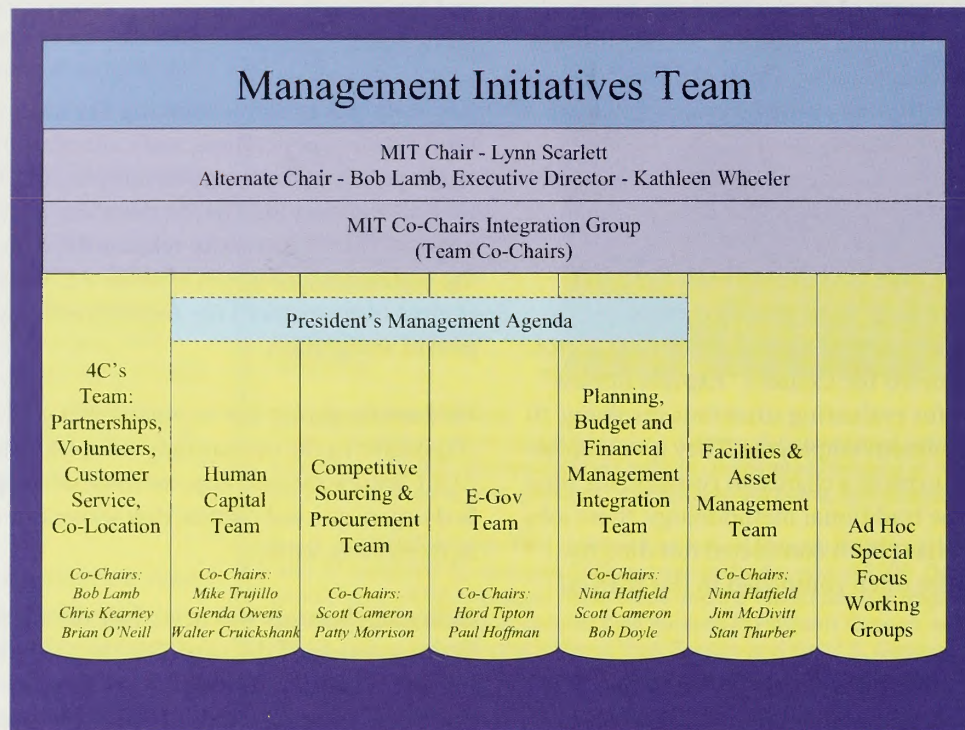 Management Initiatives Team
MIT Chair - Lynn Scarlett
Alternate Chair - Bob Lamb, Executive Director - Kathleen Wheeler
MIT Co-Chairs Integration Group
(Team Co-Chairs)
President's Management Agenda
4C's
Team:
Partnerships,
Volunteers,
Customer
Service,
Co-Location
Co-Chairs:
Bob Lamb
Chris Kearney
Brian O'Neill
Human
Capital
Team
Co-Chairs:
Mike Trujillo
Glenda Owens
Walter Cruickshank
Competitive
Sourcing &
Procurement
Team
Co-Chairs:
Scott Cameron
Patty Morrison
E-Gov
Team
Co-Chairs:
Hord Tipton
Paul Hoffman
Planning,
Budget and
Financial
Management
Integration
Team
Co-Chairs:
Nina Hatfield
Scott Cameron
Bob Doyle
Facilities &
Asset
Management
Team
Co-Chairs:
Nina Hatfield
Jim McDivitt
Stan Thurber
Ad Hoc
Special
Focus
Working
Groups